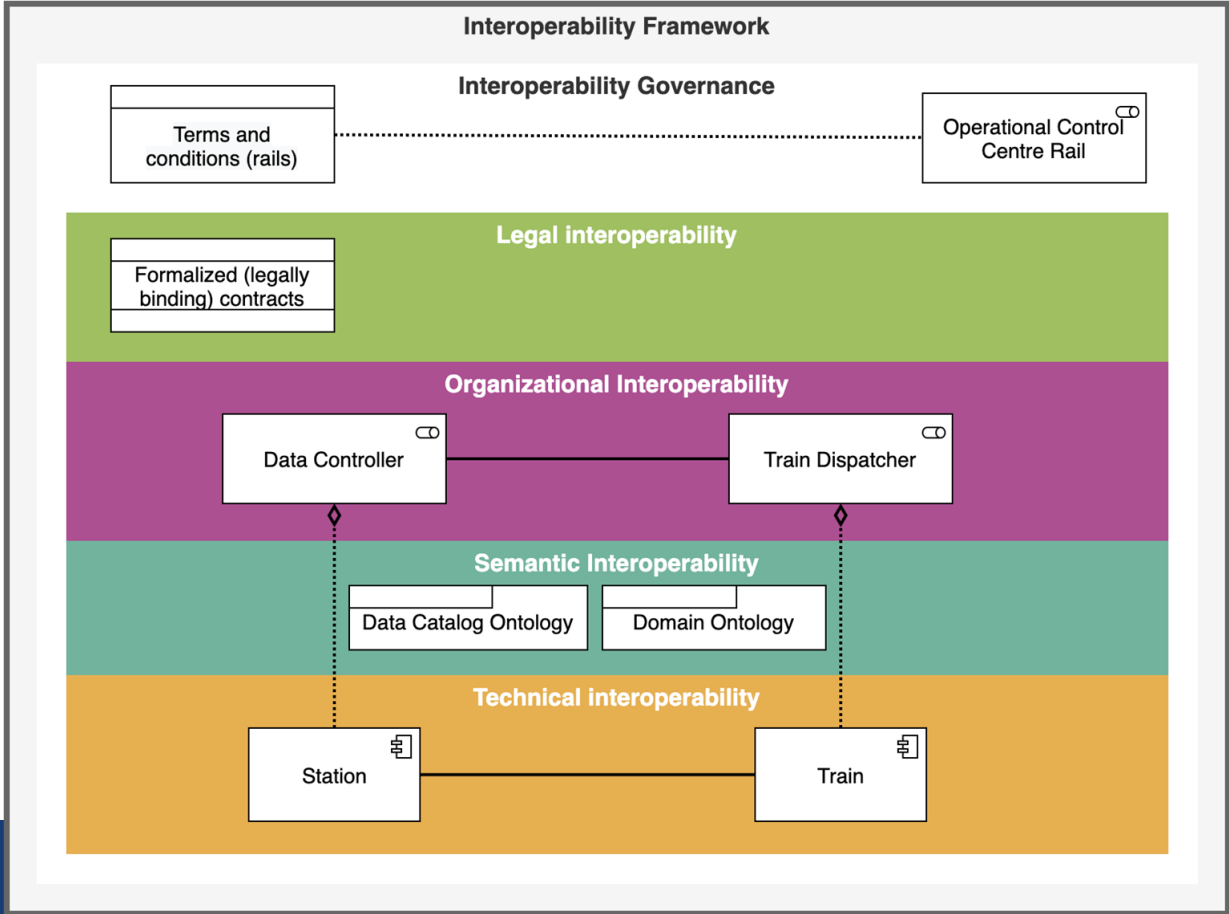 Interoperability Framework
Interoperability Governance
Terms and
conditions (rails)
Operational Control
Centre Rail
Legal interoperability
Formalized (legally
binding) contracts
Organizational Interoperability
Data Controller
Train Dispatcher
Semantic Interoperability
Data Catalog Ontology
Domain Ontology
Technical interoperability
Station
Train